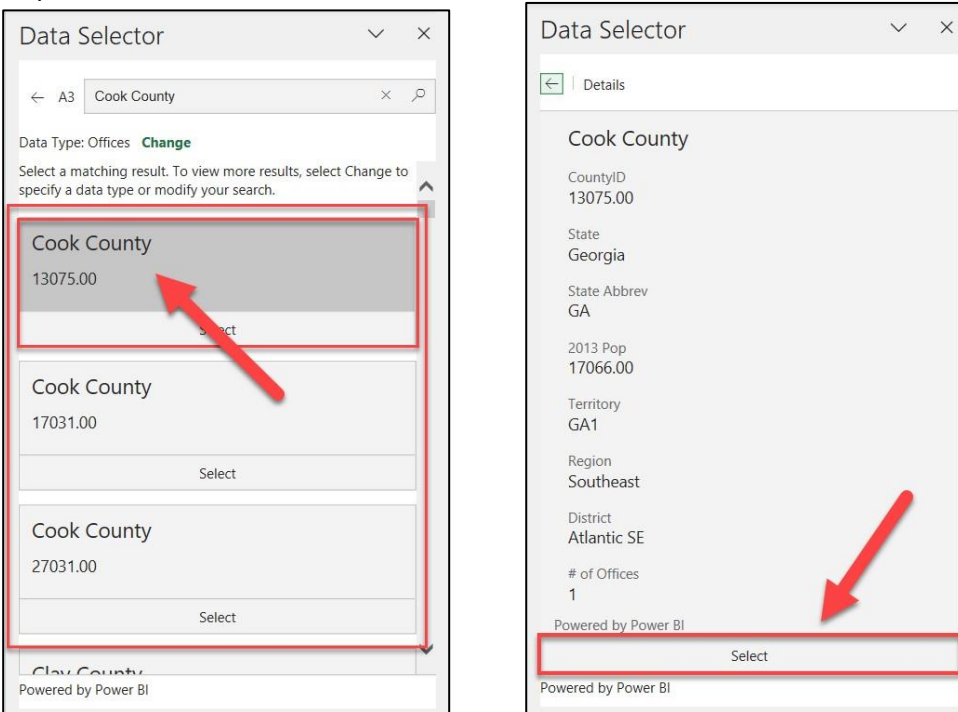 Data Selector
A3 Cook County
Data Type: Offices Change
Select a matching result. To view more results, select Change to
specify a data type or modify your search.
Cook County
13075.00
Select
Cook County
17031.00
Select
Cook County
27031.00
Select
Clay County
Powered by Power BI
Data Selector
Details
Cook County
CountyID
13075.00
State
Georgia
State Abbrev
GA
2013 Pop
17066.00
Territory
GA1
Region
Southeast
District
Atlantic SE
# of Offices
1
Powered by Power BI
Select
Powered by Power BI